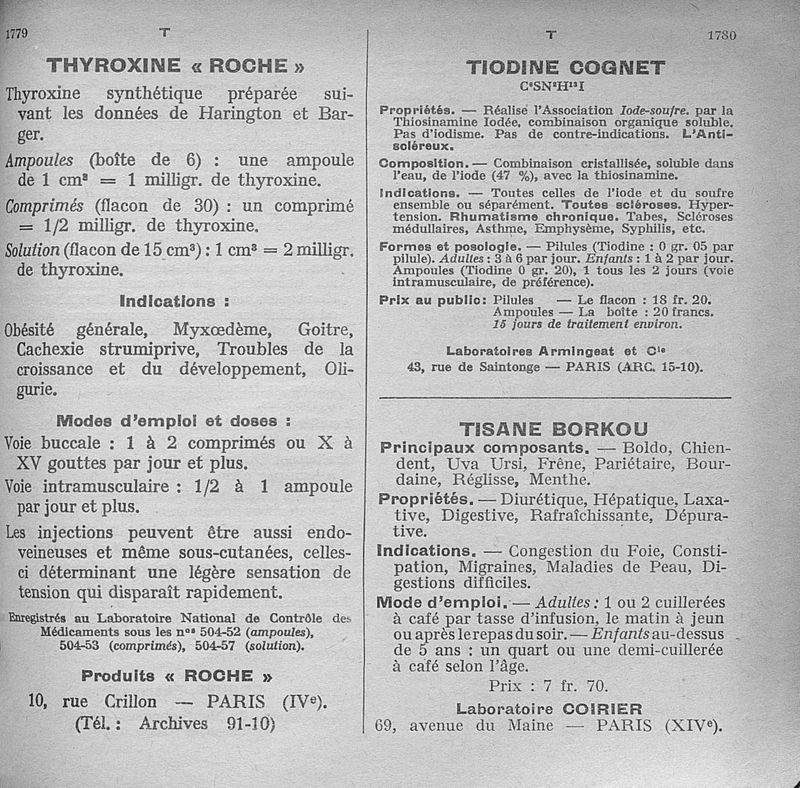 1779
T
THYROXINE « ROCHE »
Thyroxine synthétique préparée sui-
vant les données de Harington et Bar-
ger.
Ampoules (boîte de 6) : une ampoule
de 1 cm³ = 1 milligr. de thyroxine.
Comprimés (flacon de 30) : un comprimé
= 1/2 milligr. de thyroxine.
Solution (flacon de 15 cm³) : 1 cm³ = 2 milligr.
de thyroxine.
Indications :
Obésité générale, Myxœdème, Goitre,
Cachexie strumiprive, Troubles de la
croissance et du développement, Oli-
gurie.
Modes d'emploi et doses :
Voie buccale : 1 à 2 comprimés ou X à
XV gouttes par jour et plus.
Voie intramusculaire : 1/2 à 1 ampoule
par jour et plus.
Les injections peuvent être aussi endo-
veineuses et même sous-cutanées, celles-
ci déterminant une légère sensation de
tension qui disparaît rapidement.
Enregistrés au Laboratoire National de Contrôle des
Médicaments sous les nos 504-52 (ampoules),
504-53 (comprimés), 504-57 (solution).
Produits « ROCHE »
10, rue Crillon — PARIS (IVe).
(Tél. : Archives 91-10)
T
1780
TIODINE COGNET
C⁶SN²H¹³I
Propriétés. — Réalise l'Association Iode-soufre. par la
Thiosinamine Iodée, combinaison organique soluble.
Pas d'iodisme. Pas de contre-indications. L'Anti-
scléreux.
Composition. — Combinaison cristallisée, soluble dans
l'eau, de l'iode (47 %), avec la thiosinamine.
Indications. — Toutes celles de l'iode et du soufre
ensemble ou séparément. Toutes scléroses. Hyper-
tension. Rhumatisme chronique. Tabes, Scléroses
médullaires, Asthme, Emphysème, Syphilis, etc.
Formes et posologie. — Pilules (Tiodine : 0 gr. 05 par
pilule). Adultes : 3 à 6 par jour. Enfants : 1 à 2 par jour.
Ampoules (Tiodine 0 gr. 20), 1 tous les 2 jours (voie
intramusculaire, de préférence).
Prix au public : Pilules — Le flacon : 18 fr. 20.
Ampoules — La boîte : 20 francs.
15 jours de traitement environ.
Laboratoires Armingeat et Cie
43, rue de Saintonge — PARIS (ARC. 15-10).
TISANE BORKOU
Principaux composants. — Boldo, Chien-
dent, Uva Ursi, Frêne, Pariétaire, Bour-
daine, Réglisse, Menthe.
Propriétés. — Diurétique, Hépatique, Laxa-
tive, Digestive, Rafraîchissante, Dépura-
tive.
Indications. — Congestion du Foie, Consti-
pation, Migraines, Maladies de Peau, Di-
gestions difficiles.
Mode d'emploi. — Adultes : 1 ou 2 cuillerées
à café par tasse d'infusion, le matin à jeun
ou après le repas du soir. — Enfants au-dessus
de 5 ans : un quart ou une demi-cuillerée
à café selon l'âge.
Prix : 7 fr. 70.
Laboratoire COIRIER
69, avenue du Maine — PARIS (XIVe).